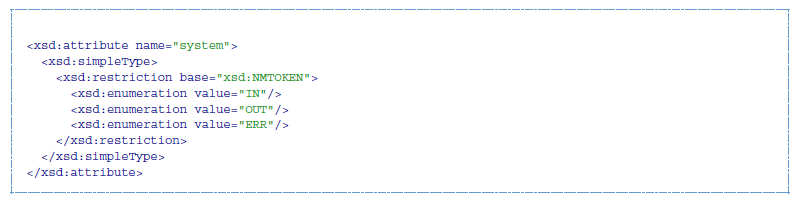 <xsd:attribute name="system">
  <xsd:simpleType>
    <xsd:restriction base="xsd:NMTOKEN">
      <xsd:enumeration value="IN"/>
      <xsd:enumeration value="OUT"/>
      <xsd:enumeration value="ERR"/>
    </xsd:restriction>
  </xsd:simpleType>
</xsd:attribute>